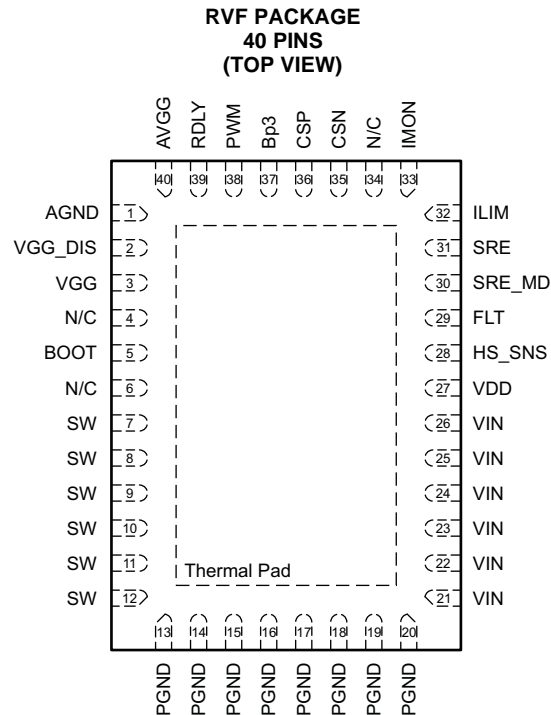 RVF PACKAGE
40 PINS
(TOP VIEW)
AVGG
RDLY
PWM
Bp3
CSP
CSN
N/C
IMON
40
39
38
37
36
35
34
33
AGND 1
VGG_DIS 2
VGG 3
N/C 4
BOOT 5
N/C 6
SW 7
SW 8
SW 9
SW 10
SW 11
SW 12
32 ILIM
31 SRE
30 SRE_MD
29 FLT
28 HS_SNS
27 VDD
26 VIN
25 VIN
24 VIN
23 VIN
22 VIN
21 VIN
Thermal Pad
13
14
15
16
17
18
19
20
PGND
PGND
PGND
PGND
PGND
PGND
PGND
PGND